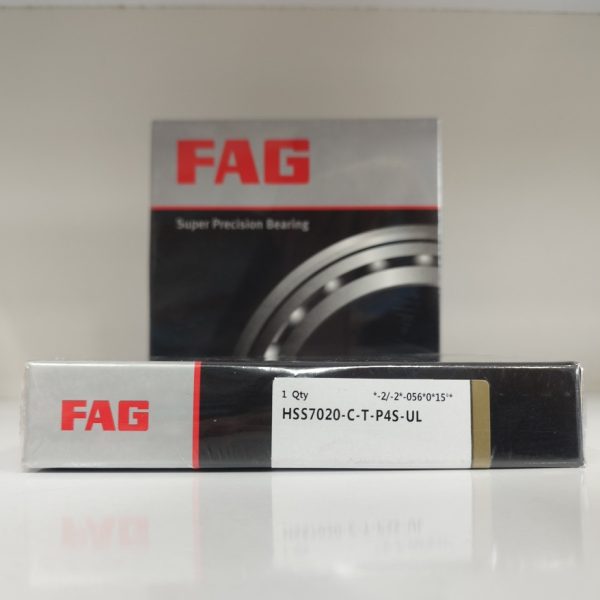 FAG
Super Precision Bearing
FAG
1 Qty *-2/-2*-056*0*15°*
HSS7020-C-T-P4S-UL